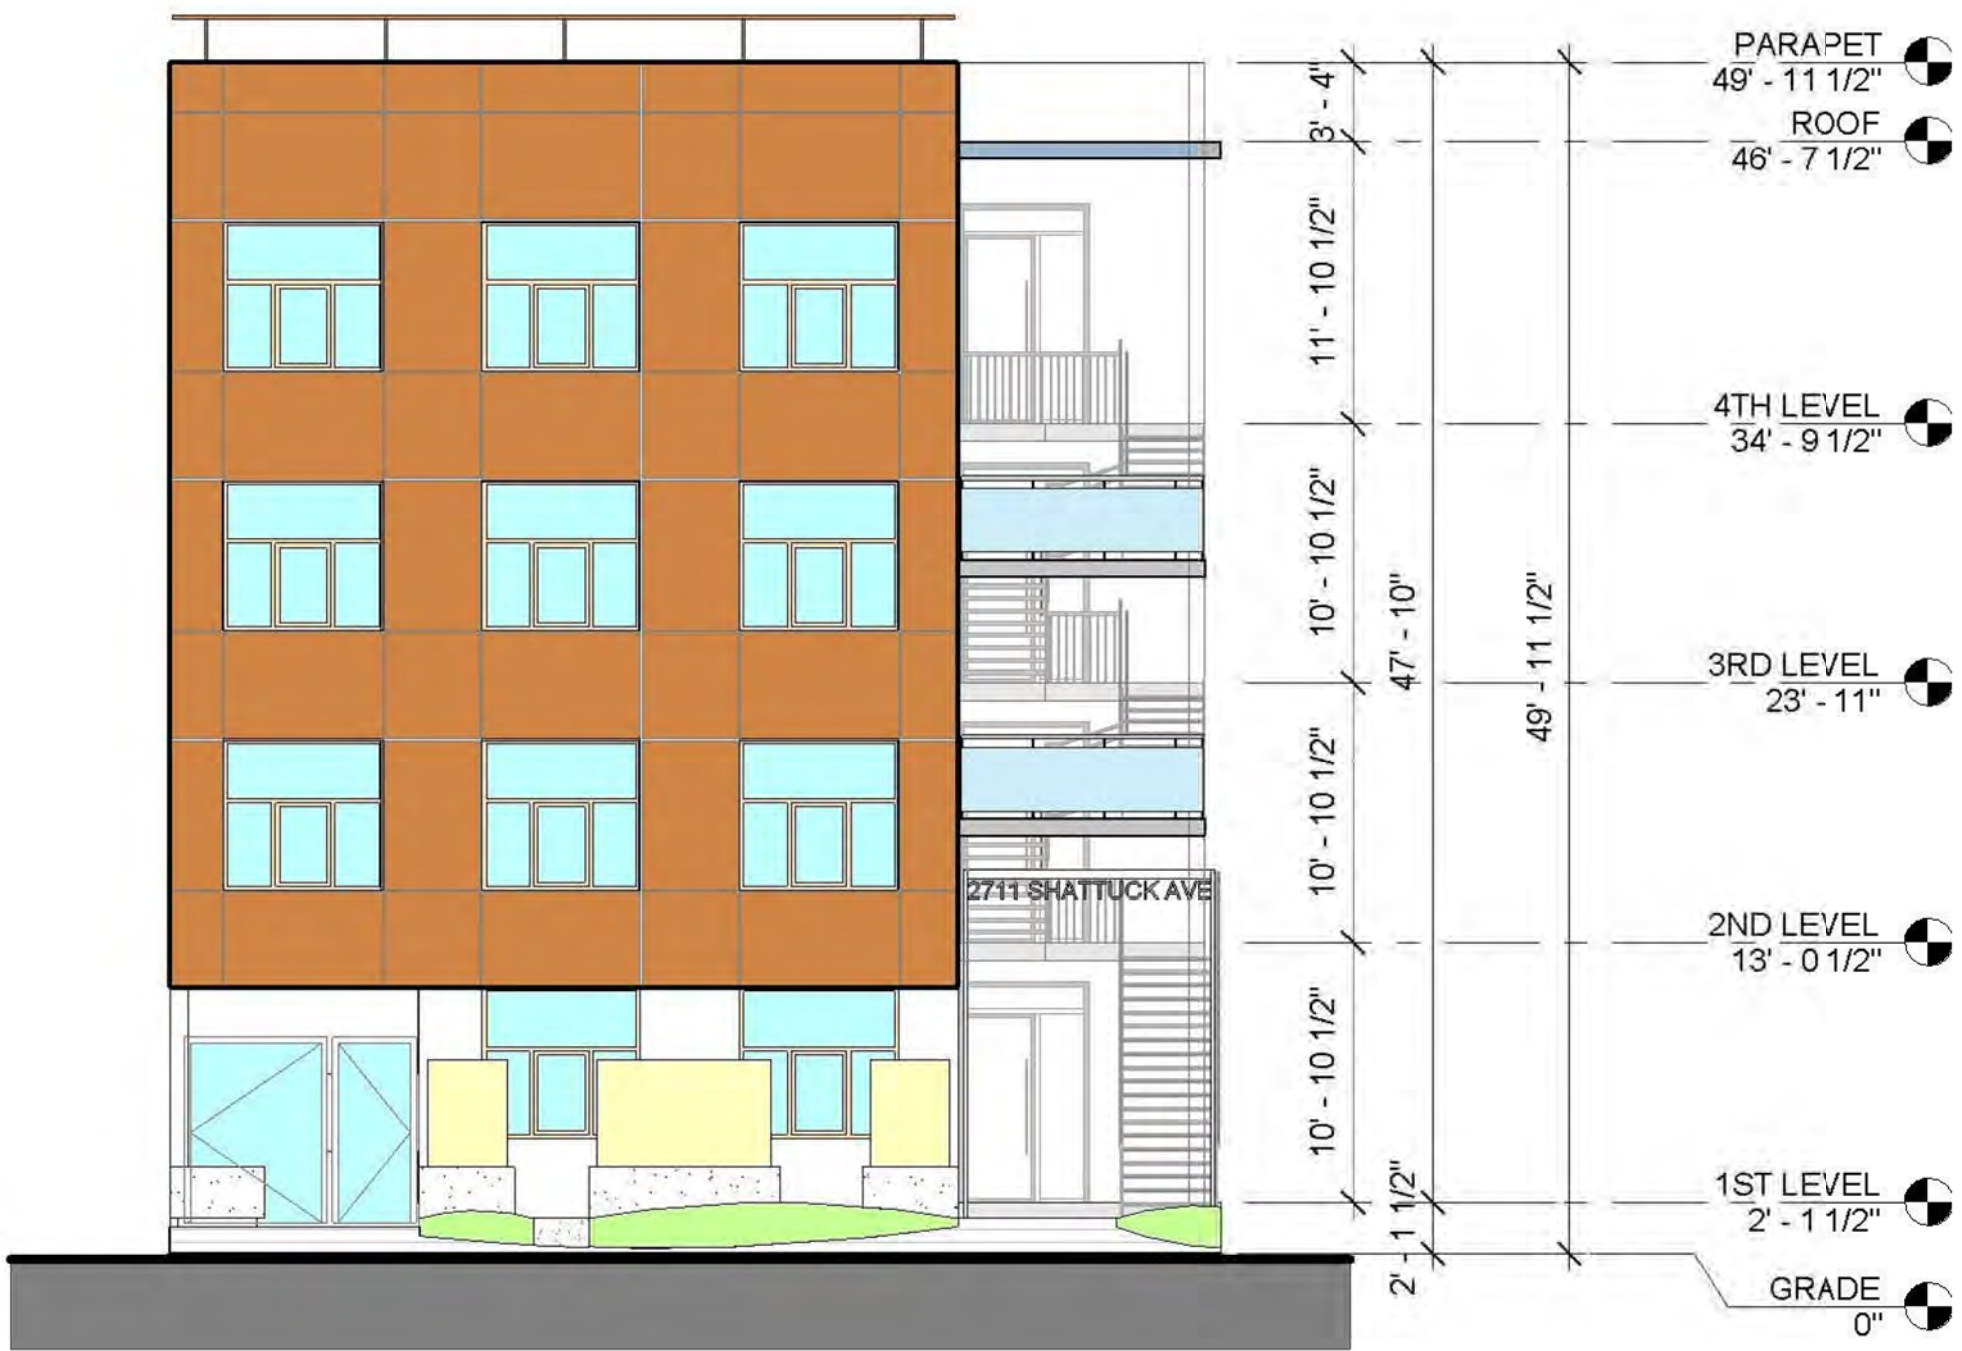 PARAPET
49' - 11 1/2"
ROOF
46' - 7 1/2"
4TH LEVEL
34' - 9 1/2"
3RD LEVEL
23' - 11"
2ND LEVEL
13' - 0 1/2"
1ST LEVEL
2' - 1 1/2"
GRADE
0"
3' - 4"
11' - 10 1/2"
10' - 10 1/2"
10' - 10 1/2"
10' - 10 1/2"
2' - 1 1/2"
47' - 10"
49' - 11 1/2"
2711 SHATTUCK AVE